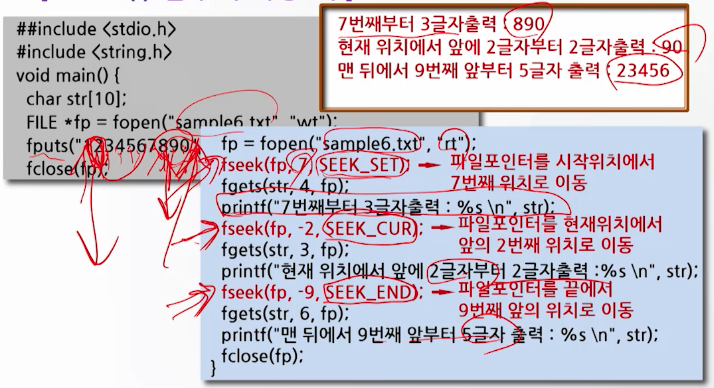 7번째부터 3글자출력 : 890
현재 위치에서 앞에 2글자부터 2글자출력 : 90
맨 뒤에서 9번째 앞부터 5글자 출력 : 23456
##include <stdio.h>
#include <string.h>
void main() {
char str[10];
FILE *fp = fopen("sample6.txt", "wt");
fputs("1234567890",
fclose(fp);
fp = fopen("sample6.txt", "rt");
fseek(fp, 7, SEEK_SET); 파일포인터를 시작위치에서
7번째 위치로 이동
fgets(str, 4, fp);
printf("7번째부터 3글자출력 : %s \n", str);
fseek(fp, -2, SEEK_CUR); 파일포인터를 현재위치에서
앞의 2번째 위치로 이동
fgets(str, 3, fp);
printf("현재 위치에서 앞에 2글자부터 2글자출력 :%s \n", str);
fseek(fp, -9, SEEK_END); 파일포인터를 끝에서
9번째 앞의 위치로 이동
fgets(str, 6, fp);
printf("맨 뒤에서 9번째 앞부터 5글자 출력 : %s \n", str);
fclose(fp);
}